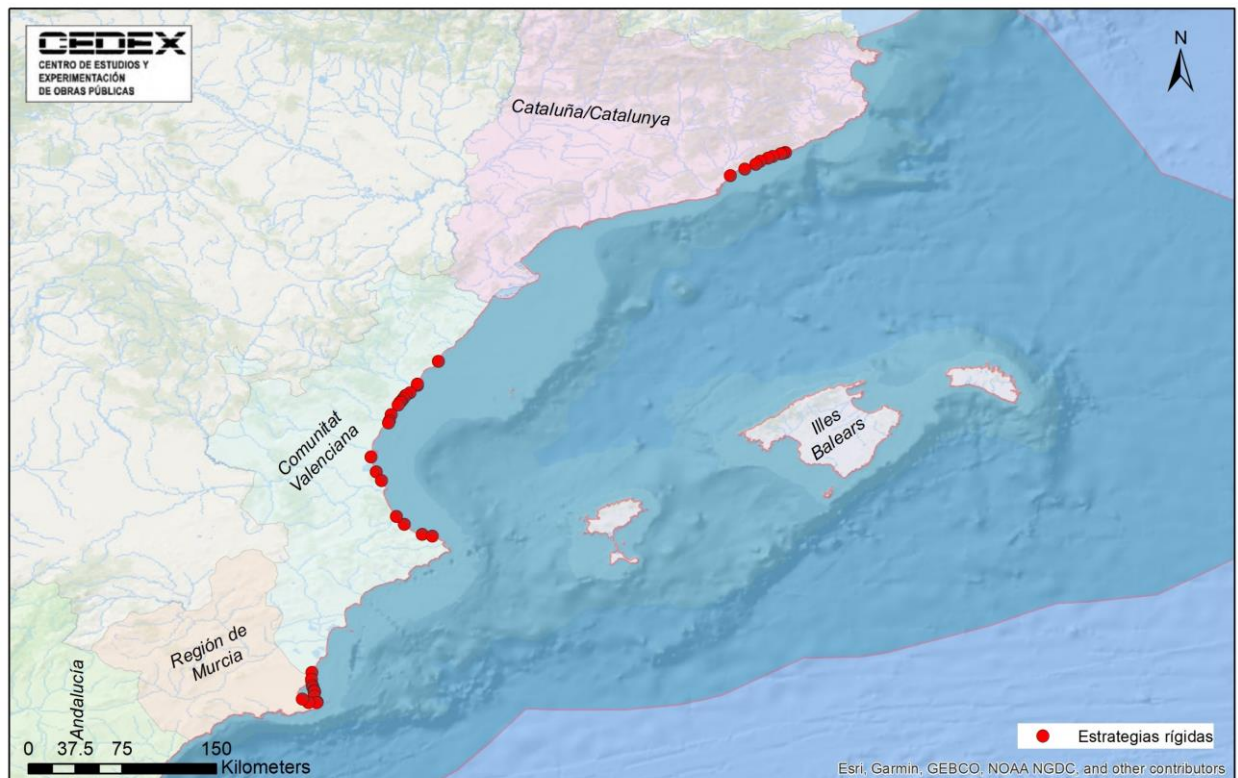 CEDEX
CENTRO DE ESTUDIOS Y
EXPERIMENTACIÓN
DE OBRAS PÚBLICAS
N
Cataluña/Catalunya
Comunitat
Valenciana
Illes
Balears
Región de
Murcia
Andalucía
0 37.5 75 150
Kilometers
Estrategias rígidas
Esri, Garmin, GEBCO, NOAA NGDC, and other contributors